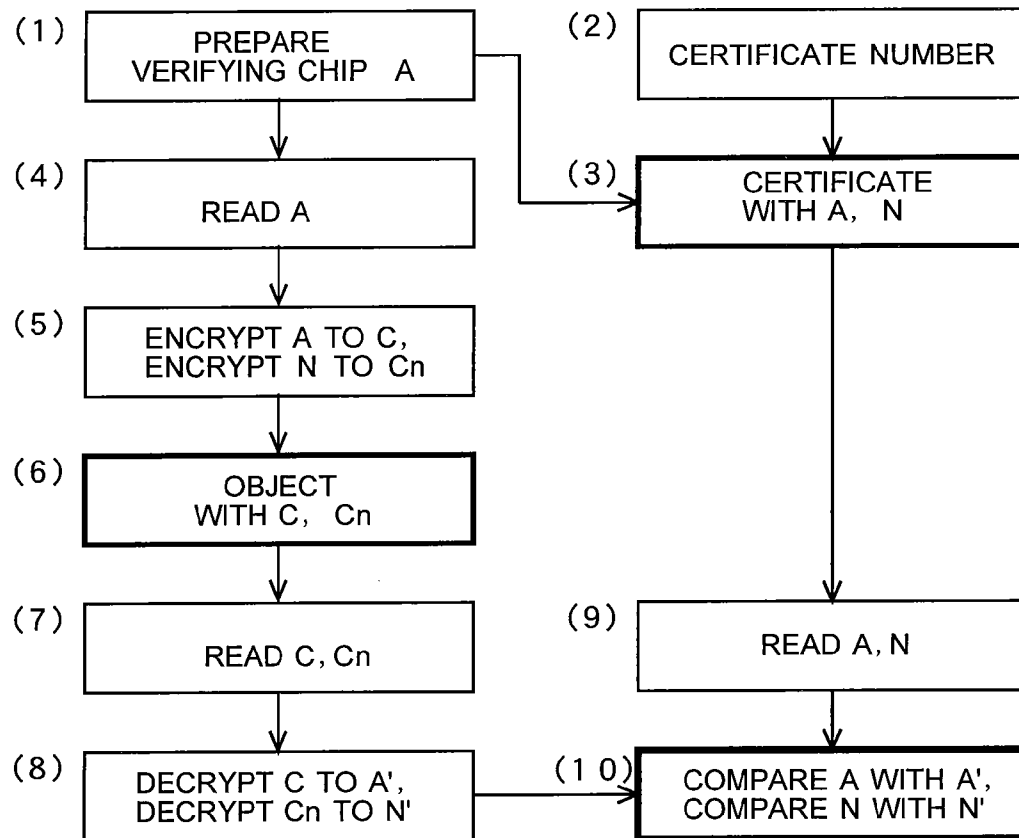 (1)
PREPARE
VERIFYING CHIP A
(2)
CERTIFICATE NUMBER
(4)
READ A
(3)
CERTIFICATE
WITH A, N
(5)
ENCRYPT A TO C,
ENCRYPT N TO Cn
(6)
OBJECT
WITH C, Cn
(7)
READ C, Cn
(9)
READ A, N
(8)
DECRYPT C TO A',
DECRYPT Cn TO N'
(10)
COMPARE A WITH A',
COMPARE N WITH N'